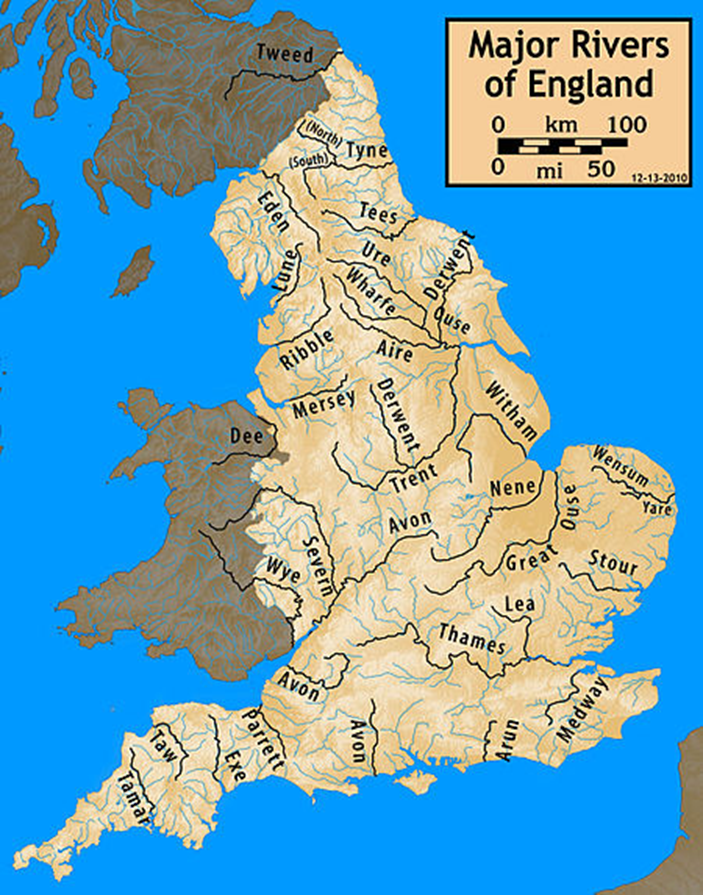 Major Rivers
of England
0 km 100
0 mi 50
12-13-2010
Tweed
(North)
(South)
Tyne
Eden
Tees
Ure
Derwent
Lune
Wharfe
Ouse
Ribble
Aire
Mersey
Derwent
Witham
Dee
Trent
Nene
Ouse
Wensum
Yare
Avon
Severn
Wye
Great
Stour
Lea
Thames
Avon
Parrett
Avon
Arun
Medway
Taw
Exe
Tamar